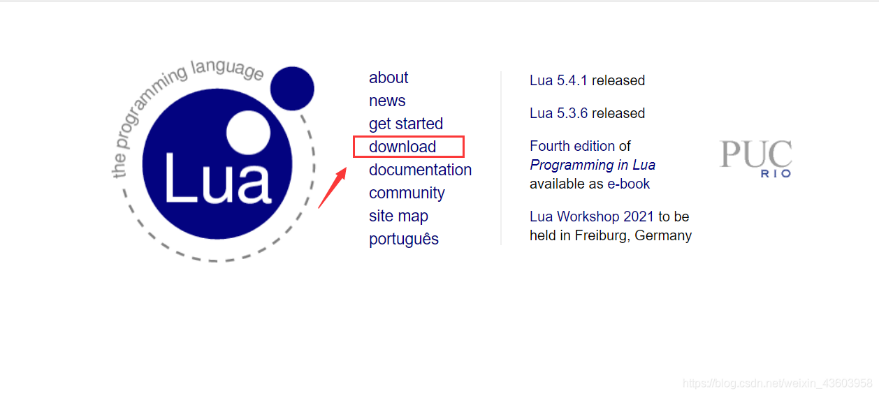 the programming language
Lua
about
news
get started
download
documentation
community
site map
português
Lua 5.4.1 released
Lua 5.3.6 released
Fourth edition of
Programming in Lua
available as e-book
Lua Workshop 2021 to be
held in Freiburg, Germany
PUC
RIO
https://blog.csdn.net/weixin_43603958